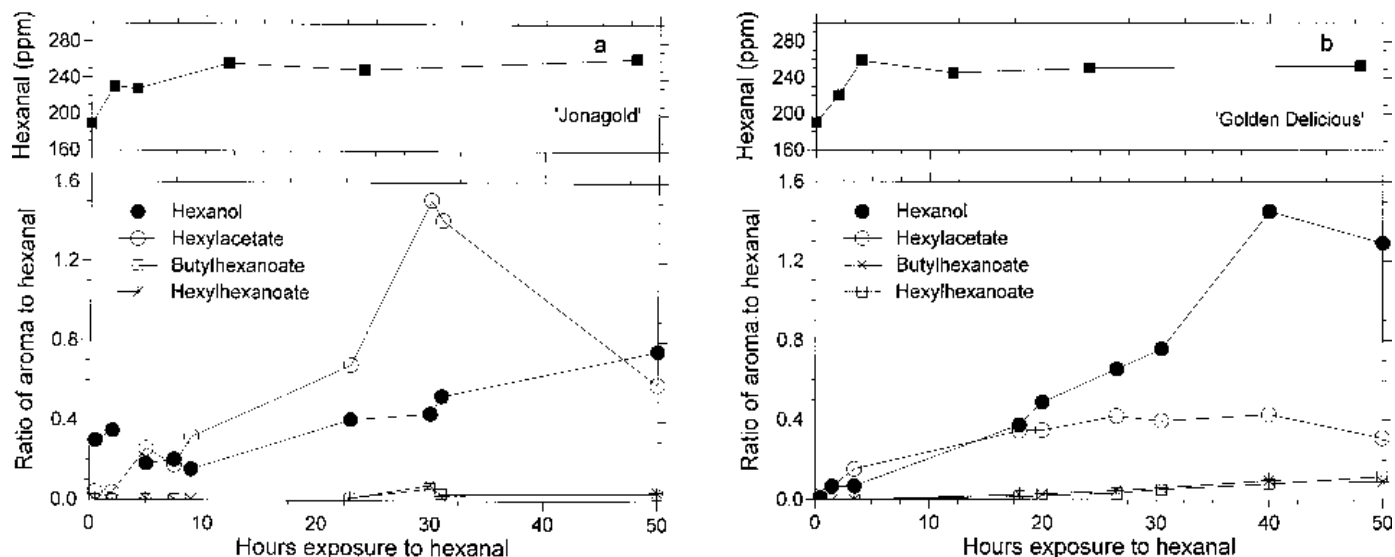 Hexanal (ppm)
280
240
200
160
a
'Jonagold'
Ratio of aroma to hexanal
1.6
1.2
0.8
0.4
0.0
Hexanol
Hexylacetate
Butylhexanoate
Hexylhexanoate
0 10 20 30 40 50
Hours exposure to hexanal
Hexanal (ppm)
280
240
200
160
b
'Golden Delicious'
Ratio of aroma to hexanal
1.6
1.2
0.8
0.4
0.0
Hexanol
Hexylacetate
Butylhexanoate
Hexylhexanoate
0 10 20 30 40 50
Hours exposure to hexanal